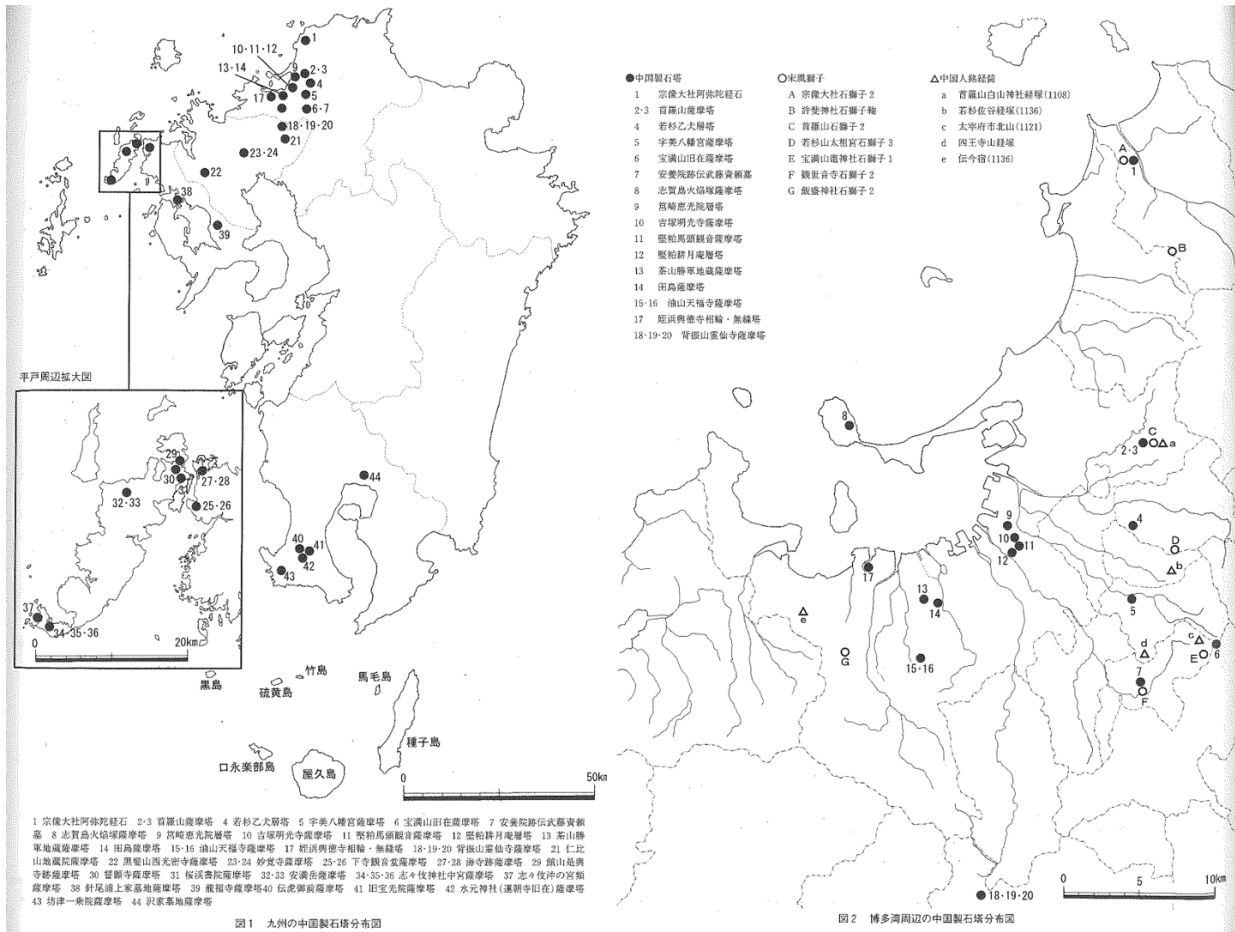 1
10・11・12
2・3
9
13・14
4
17
5
6・7
18・19・20
21
23・24
22
38
39
平戸周辺拡大図
29
30
31
27・28
32・33
25・26
37
34・35・36
0 20km
44
40
41
42
43
黒島
硫黄島
竹島
馬毛島
種子島
口永楽部島
屋久島
0 50km
1 宗像大社阿弥陀経石 2・3 首羅山薩摩塔 4 若杉乙犬層塔 5 宇美八幡宮薩摩塔 6 宝満山旧在薩摩塔 7 安養院跡伝武藤資頼
墓 8 志賀島火焔塚薩摩塔 9 筥崎恵光院層塔 10 吉塚明光寺薩摩塔 11 堅粕馬頭観音薩摩塔 12 堅粕耕月庵層塔 13 茶山勝
軍地蔵薩摩塔 14 田島薩摩塔 15・16 油山天福寺薩摩塔 17 姪浜興徳寺相輪・無縫塔 18・19・20 背振山霊仙寺薩摩塔 21 仁比
山地蔵院薩摩塔 22 黒髪山西光密寺薩摩塔 23・24 妙覚寺薩摩塔 25・26 下寺観音堂薩摩塔 27・28 海寺跡薩摩塔 29 館山是興
寺跡薩摩塔 30 誓願寺薩摩塔 31 桜渓書院薩摩塔 32・33 安満岳薩摩塔 34・35・36 志々伎神社中宮薩摩塔 37 志々伎沖の宮類
薩摩塔 38 針尾浦上家墓地薩摩塔 39 龍福寺薩摩塔40 伝虎御前薩摩塔 41 旧宝光院薩摩塔 42 水元神社(運朝寺旧在)薩摩塔
43 坊津一乗院薩摩塔 44 沢家墓地薩摩塔
図1 九州の中国製石塔分布図
●中国製石塔
1 宗像大社阿弥陀経石
2・3 首羅山薩摩塔
4 若杉乙犬層塔
5 宇美八幡宮薩摩塔
6 宝満山旧在薩摩塔
7 安養院跡伝武藤資頼墓
8 志賀島火焔塚薩摩塔
9 筥崎恵光院層塔
10 吉塚明光寺薩摩塔
11 堅粕馬頭観音薩摩塔
12 堅粕耕月庵層塔
13 茶山勝軍地蔵薩摩塔
14 田島薩摩塔
15・16 油山天福寺薩摩塔
17 姪浜興徳寺相輪・無縫塔
18・19・20 背振山霊仙寺薩摩塔
○宋風獅子
A 宗像大社石獅子2
B 許斐神社石獅子鞠
C 首羅山石獅子2
D 若杉山太祖宮石獅子3
E 宝満山竈神社石獅子1
F 観世音寺石獅子2
G 飯盛神社石獅子2
△中国人銘経筒
a 首羅山白山神社経塚(1108)
b 若杉佐谷経塚(1136)
c 太宰府市北山(1121)
d 四王寺山経塚
e 伝今宿(1136)
A
1
B
8
C
2・3
a
9
4
10
11
12
D
b
17
13
14
5
e
c
d
6
E
G
15・16
7
F
0 5 10km
18・19・20
図2 博多湾周辺の中国製石塔分布図